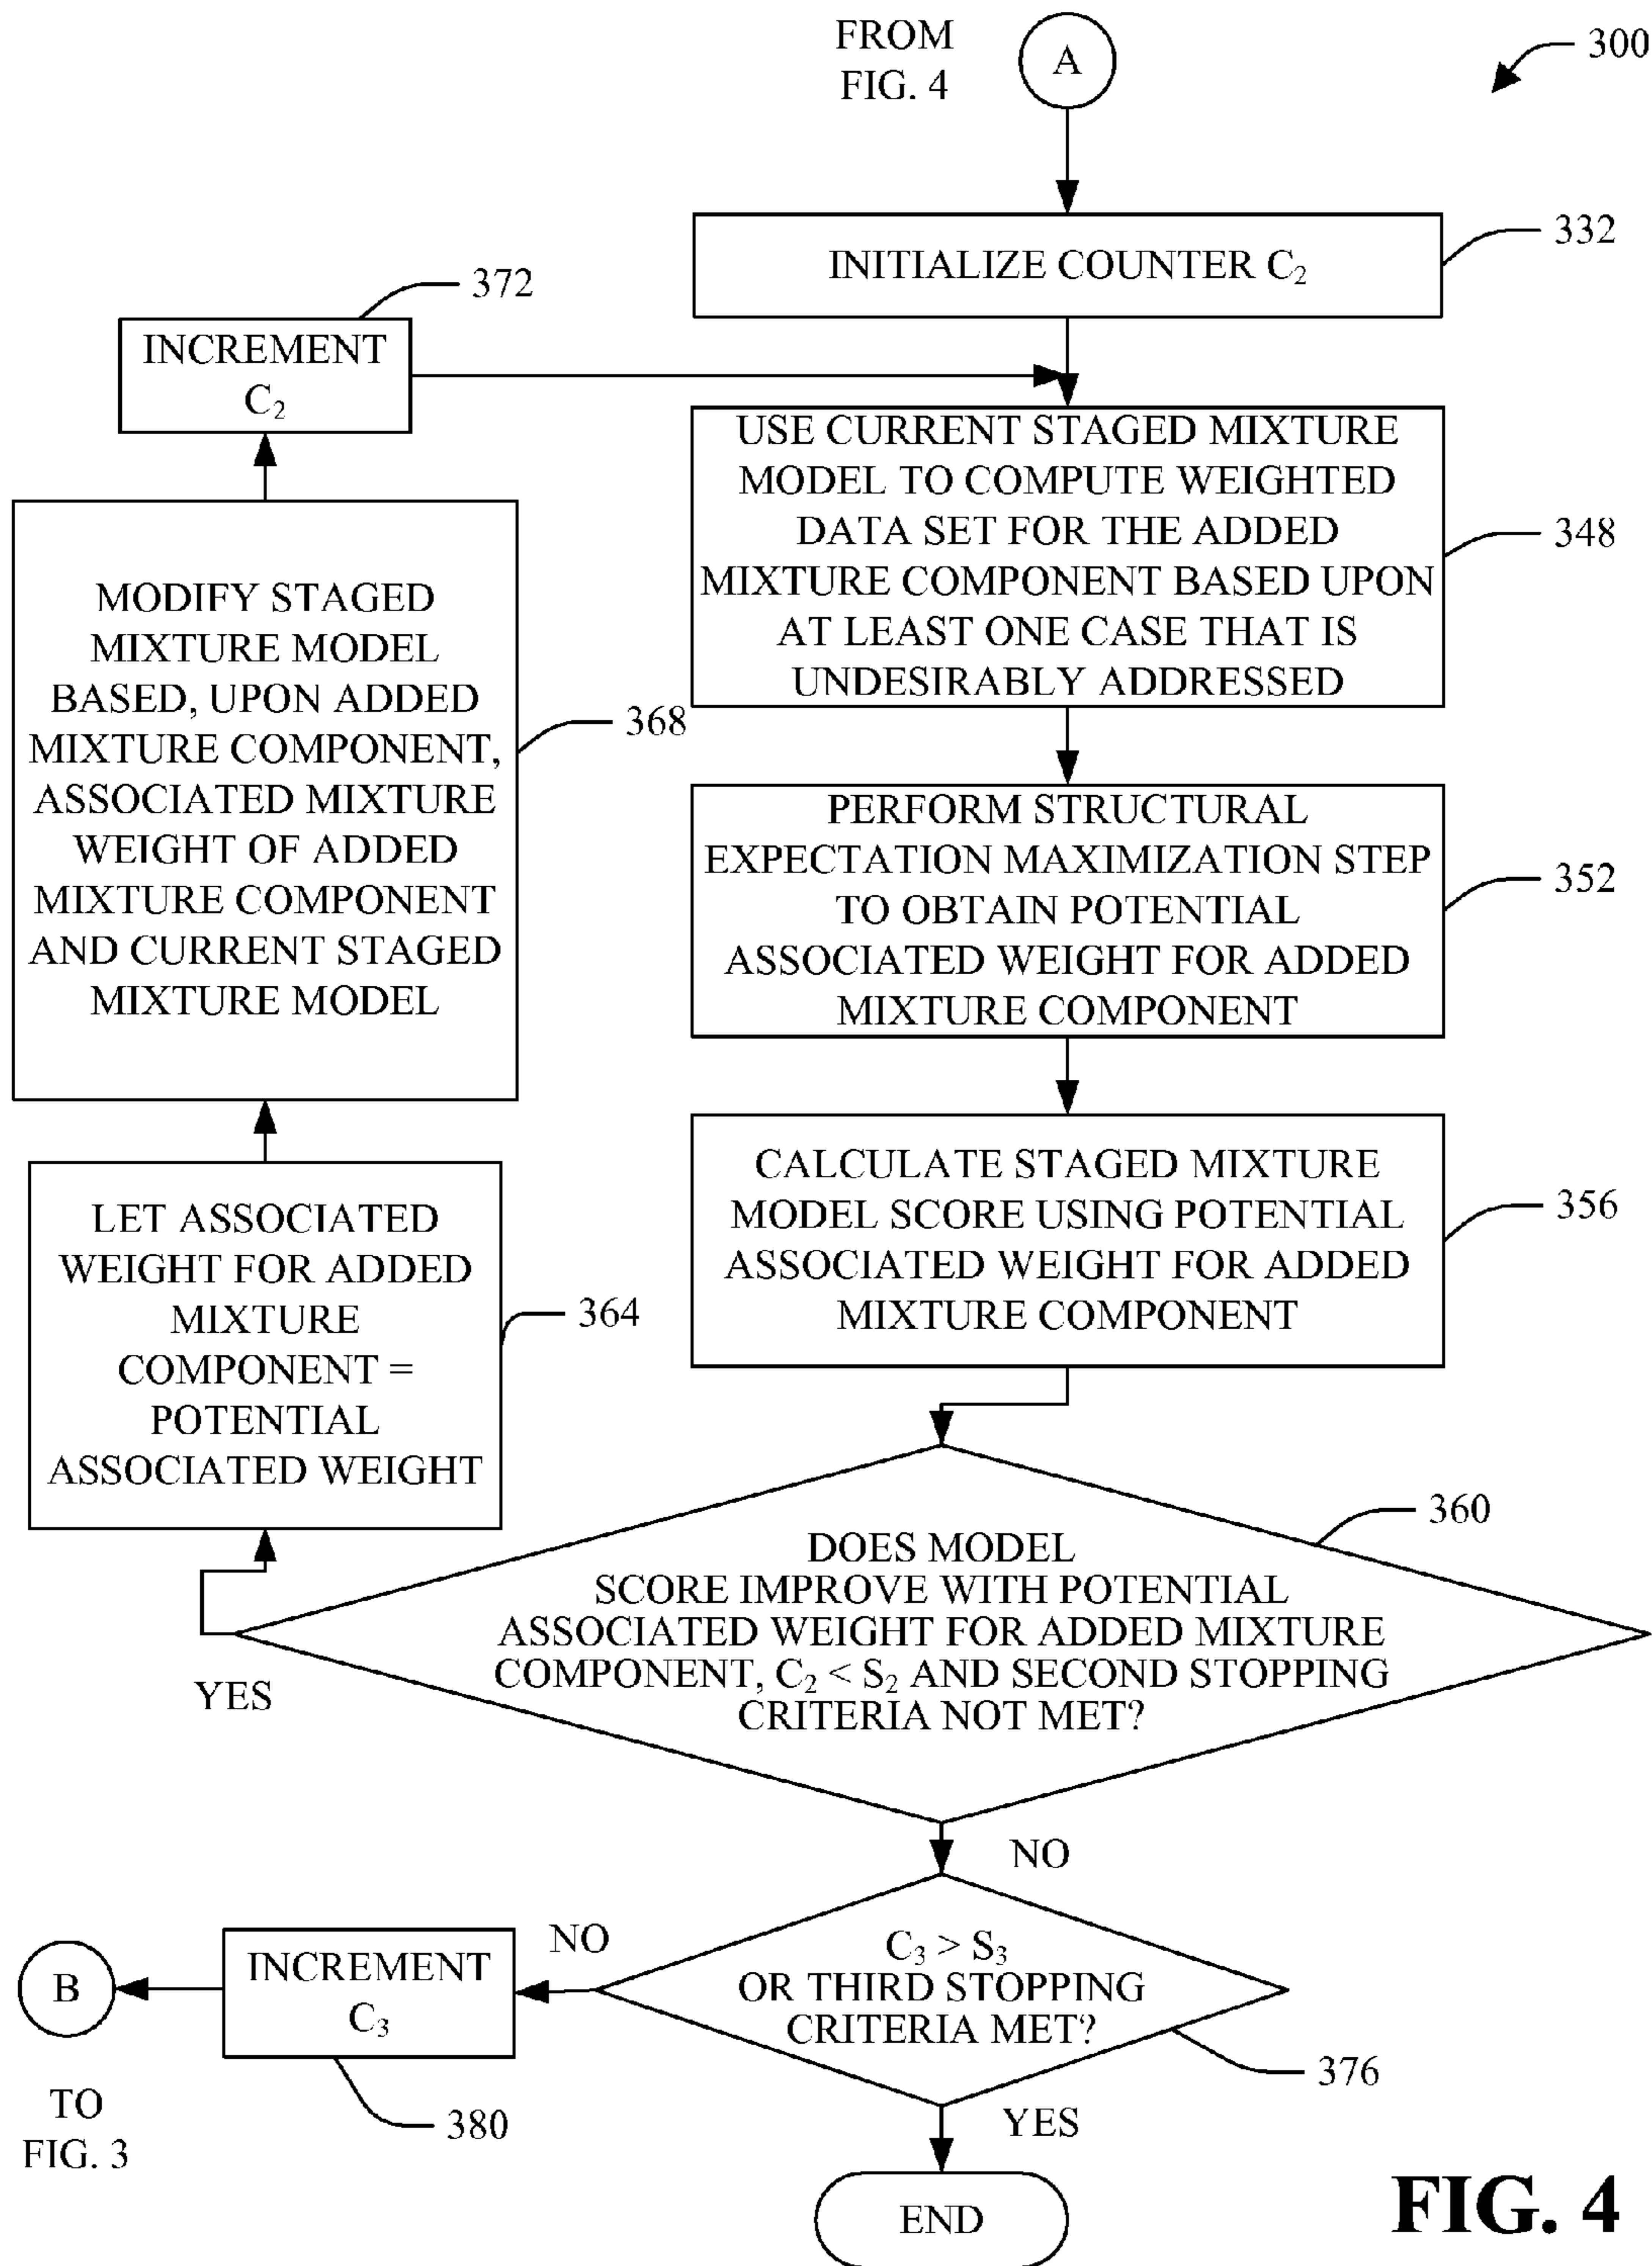 FROM
FIG. 4
A
300
INITIALIZE COUNTER C₂
332
372
INCREMENT
C₂
USE CURRENT STAGED MIXTURE
MODEL TO COMPUTE WEIGHTED
DATA SET FOR THE ADDED
MIXTURE COMPONENT BASED UPON
AT LEAST ONE CASE THAT IS
UNDESIRABLY ADDRESSED
348
MODIFY STAGED
MIXTURE MODEL
BASED, UPON ADDED
MIXTURE COMPONENT,
ASSOCIATED MIXTURE
WEIGHT OF ADDED
MIXTURE COMPONENT
AND CURRENT STAGED
MIXTURE MODEL
368
PERFORM STRUCTURAL
EXPECTATION MAXIMIZATION STEP
TO OBTAIN POTENTIAL
ASSOCIATED WEIGHT FOR ADDED
MIXTURE COMPONENT
352
CALCULATE STAGED MIXTURE
MODEL SCORE USING POTENTIAL
ASSOCIATED WEIGHT FOR ADDED
MIXTURE COMPONENT
356
LET ASSOCIATED
WEIGHT FOR ADDED
MIXTURE
COMPONENT =
POTENTIAL
ASSOCIATED WEIGHT
364
360
DOES MODEL
SCORE IMPROVE WITH POTENTIAL
ASSOCIATED WEIGHT FOR ADDED MIXTURE
COMPONENT, C₂ < S₂ AND SECOND STOPPING
CRITERIA NOT MET?
YES
NO
C₃ > S₃
OR THIRD STOPPING
CRITERIA MET?
376
NO
INCREMENT
C₃
380
B
TO
FIG. 3
YES
END
FIG. 4